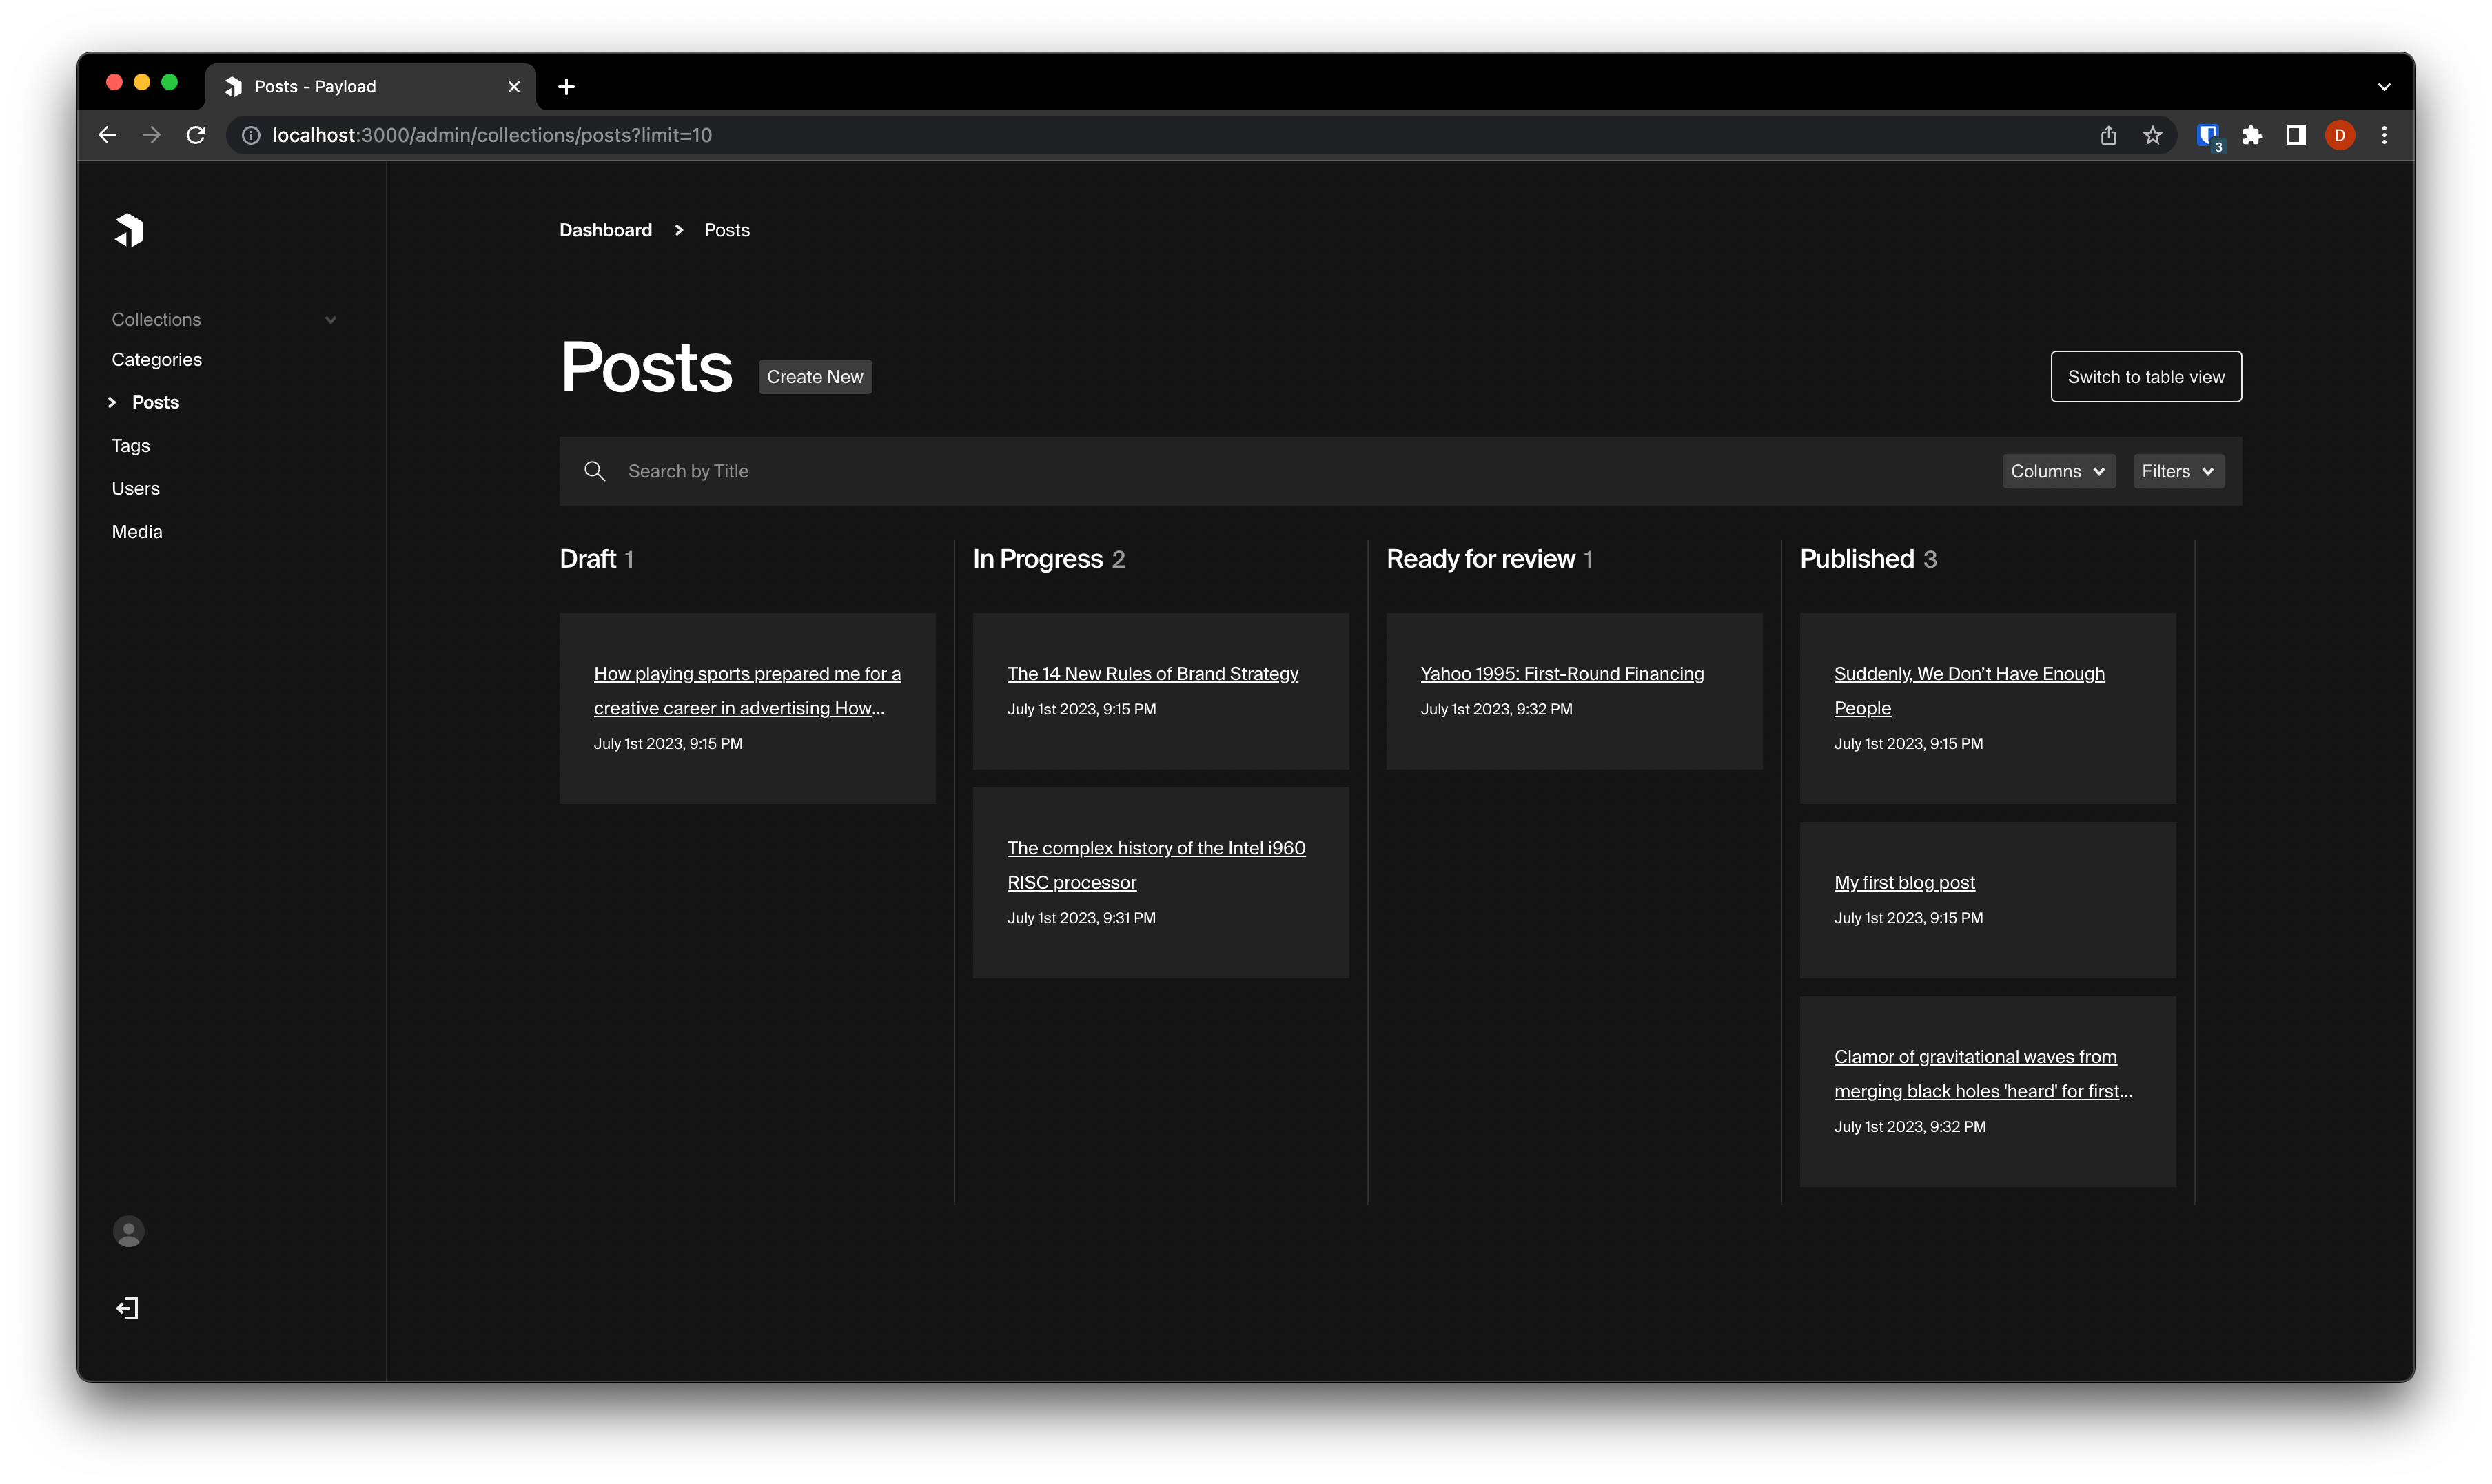 Posts - Payload
localhost:3000/admin/collections/posts?limit=10
3
D
Dashboard
Posts
Collections
Categories
Posts
Tags
Users
Media
Posts
Create New
Switch to table view
Search by Title
Columns
Filters
Draft 1
How playing sports prepared me for a
creative career in advertising How...
July 1st 2023, 9:15 PM
In Progress 2
The 14 New Rules of Brand Strategy
July 1st 2023, 9:15 PM
The complex history of the Intel i960
RISC processor
July 1st 2023, 9:31 PM
Ready for review 1
Yahoo 1995: First-Round Financing
July 1st 2023, 9:32 PM
Published 3
Suddenly, We Don’t Have Enough
People
July 1st 2023, 9:15 PM
My first blog post
July 1st 2023, 9:15 PM
Clamor of gravitational waves from
merging black holes 'heard' for first...
July 1st 2023, 9:32 PM